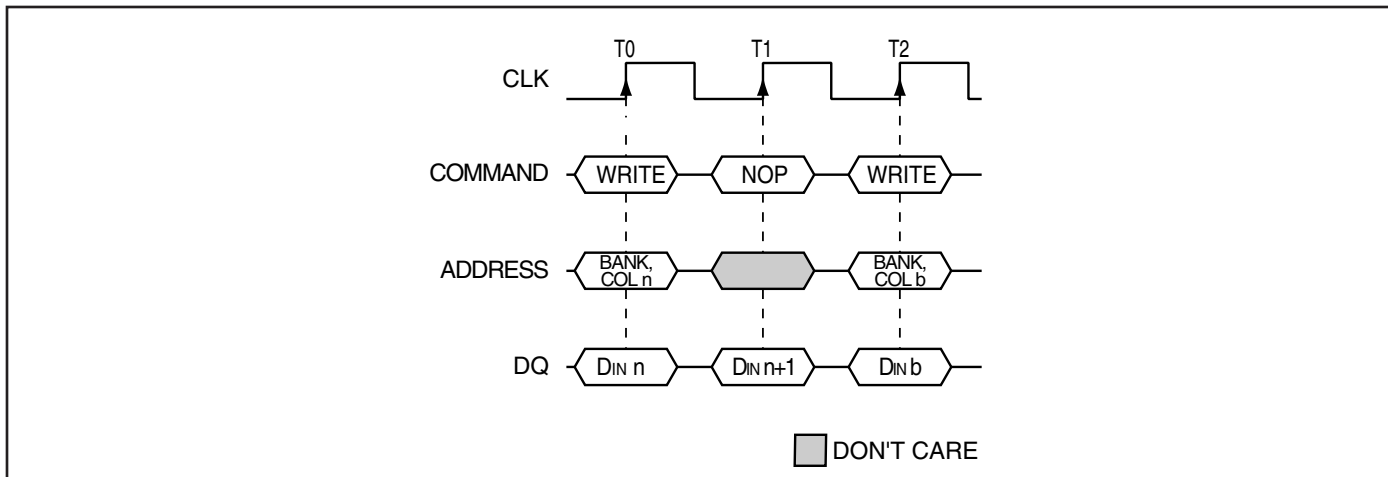 T0 T1 T2
CLK
COMMAND WRITE NOP WRITE
ADDRESS BANK, COL n BANK, COL b
DQ DIN n DIN n+1 DIN b
DON'T CARE